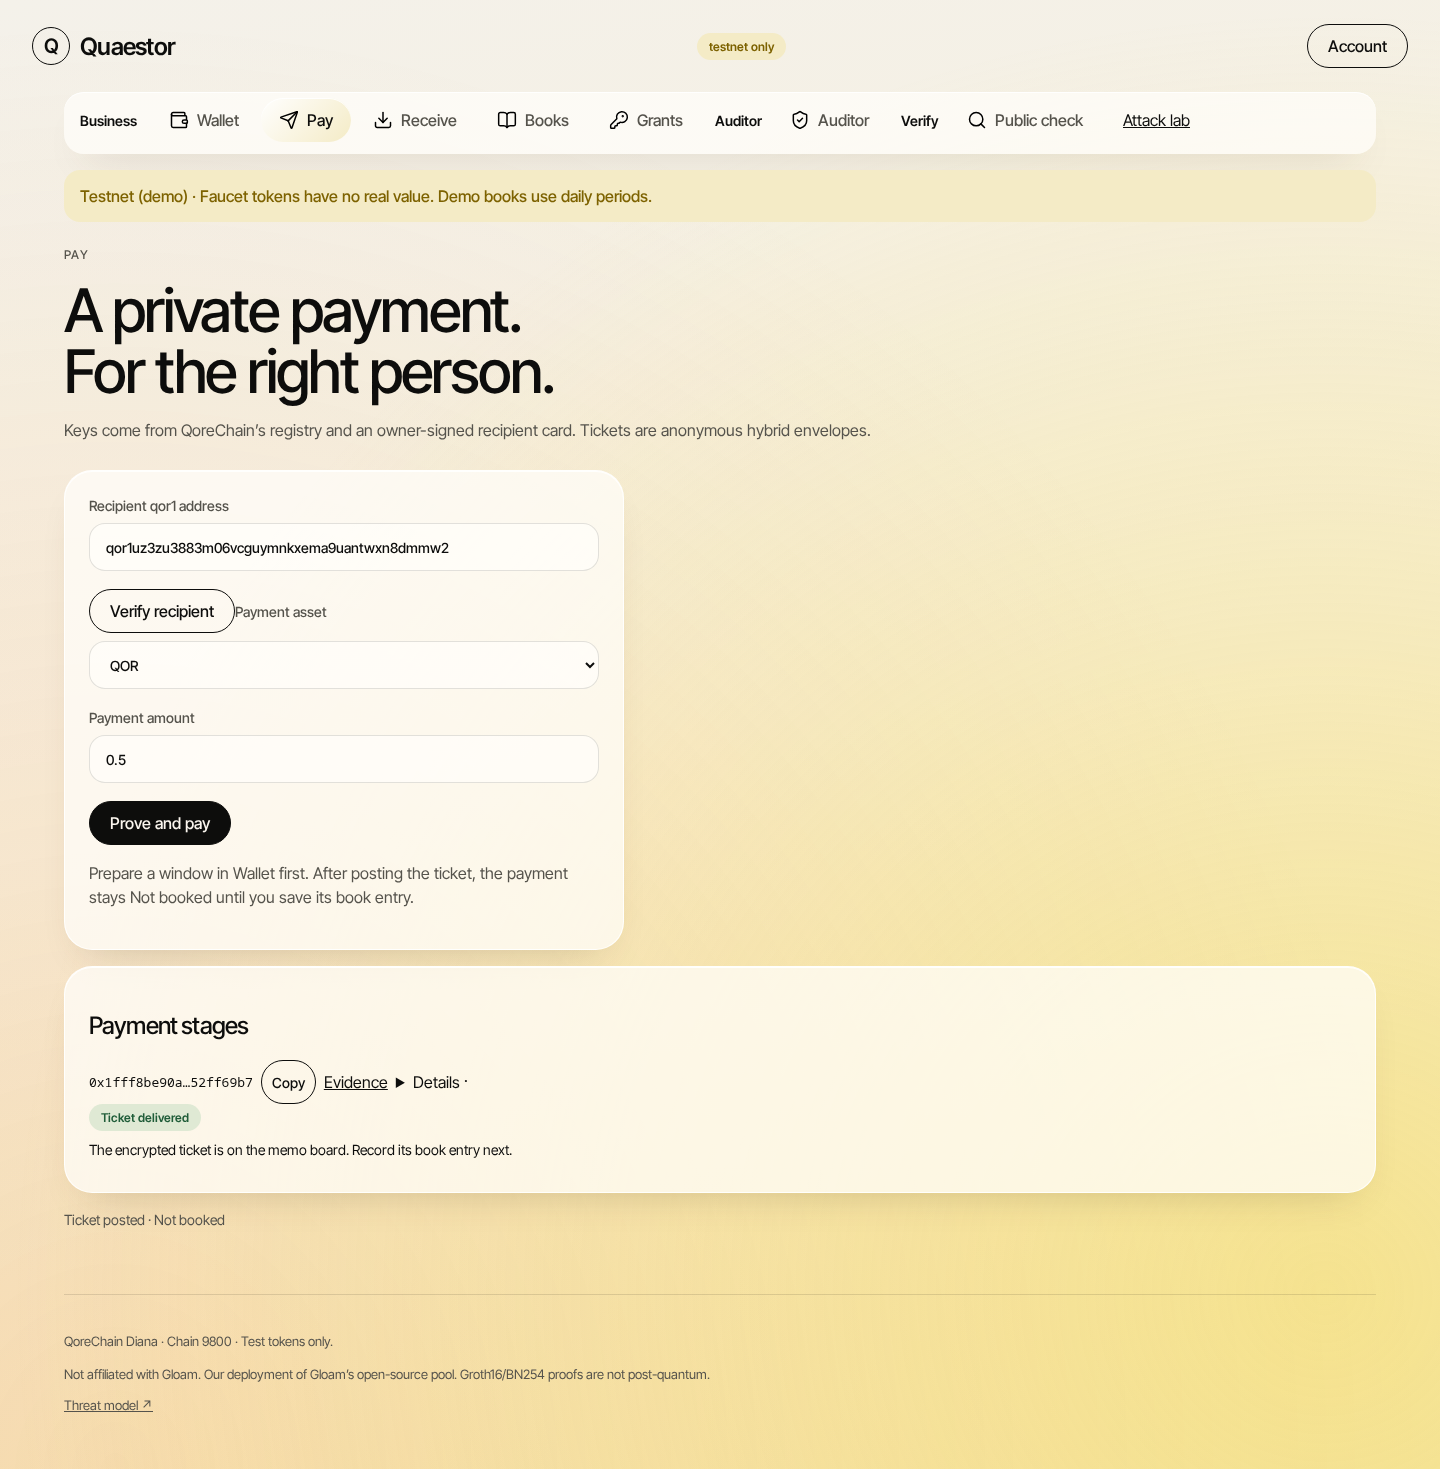 Q Quaestor
testnet only
Account
Business Wallet Pay Receive Books Grants Auditor Auditor Verify Public check Attack lab
Testnet (demo) · Faucet tokens have no real value. Demo books use daily periods.
PAY
A private payment.
For the right person.
Keys come from QoreChain’s registry and an owner-signed recipient card. Tickets are anonymous hybrid envelopes.
Recipient qor1 address
qor1uz3zu3883m06vcguymnkxema9uantwxn8dmmw2
Verify recipient Payment asset
QOR
Payment amount
0.5
Prove and pay
Prepare a window in Wallet first. After posting the ticket, the payment
stays Not booked until you save its book entry.
Payment stages
0x1fff8be90a…52ff69b7 Copy Evidence ▶ Details ·
Ticket delivered
The encrypted ticket is on the memo board. Record its book entry next.
Ticket posted · Not booked
QoreChain Diana · Chain 9800 · Test tokens only.
Not affiliated with Gloam. Our deployment of Gloam’s open-source pool. Groth16/BN254 proofs are not post-quantum.
Threat model ↗